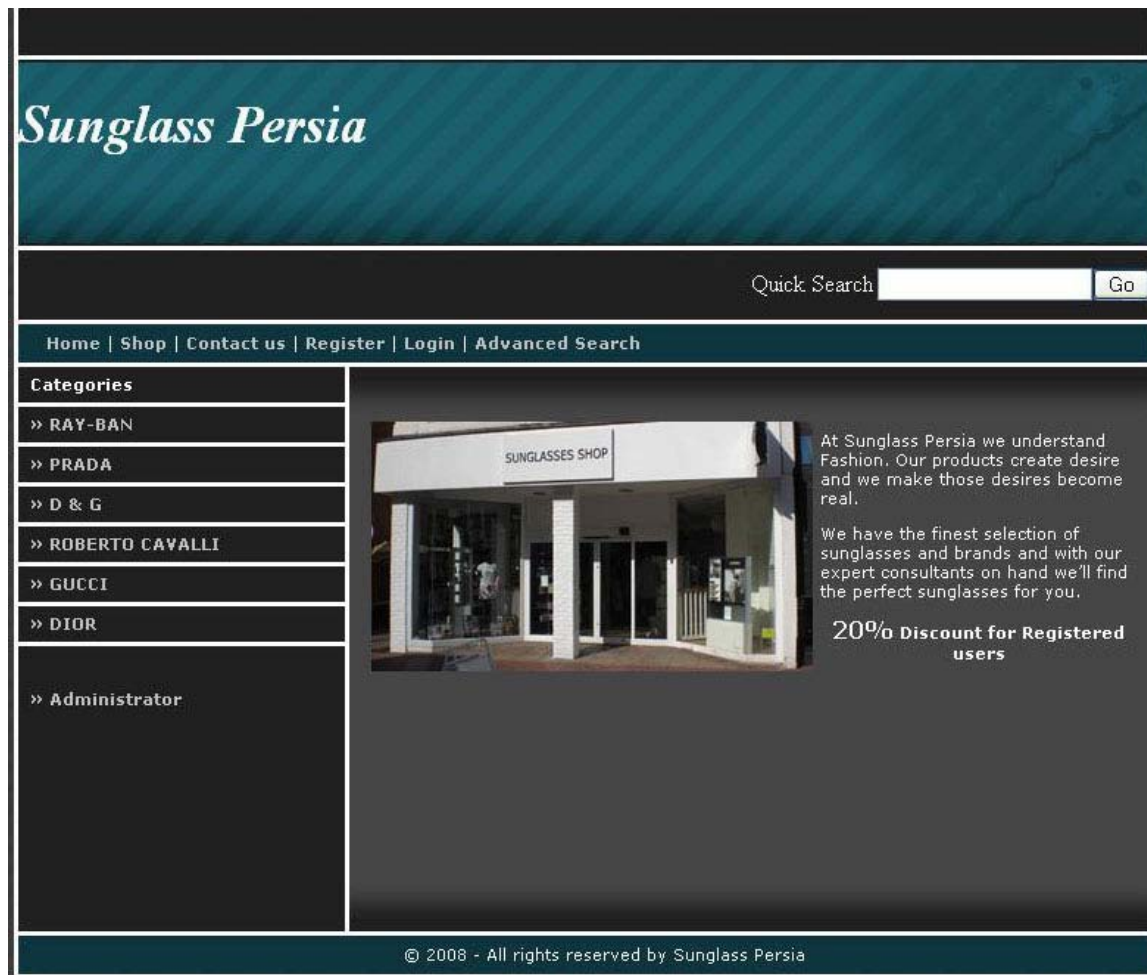 Sunglass Persia
Quick Search
Go
Home | Shop | Contact us | Register | Login | Advanced Search
Categories
» RAY-BAN
» PRADA
» D & G
» ROBERTO CAVALLI
» GUCCI
» DIOR
» Administrator
SUNGLASSES SHOP
At Sunglass Persia we understand
Fashion. Our products create desire
and we make those desires become
real.
We have the finest selection of
sunglasses and brands and with our
expert consultants on hand we'll find
the perfect sunglasses for you.
20% Discount for Registered
users
© 2008 - All rights reserved by Sunglass Persia